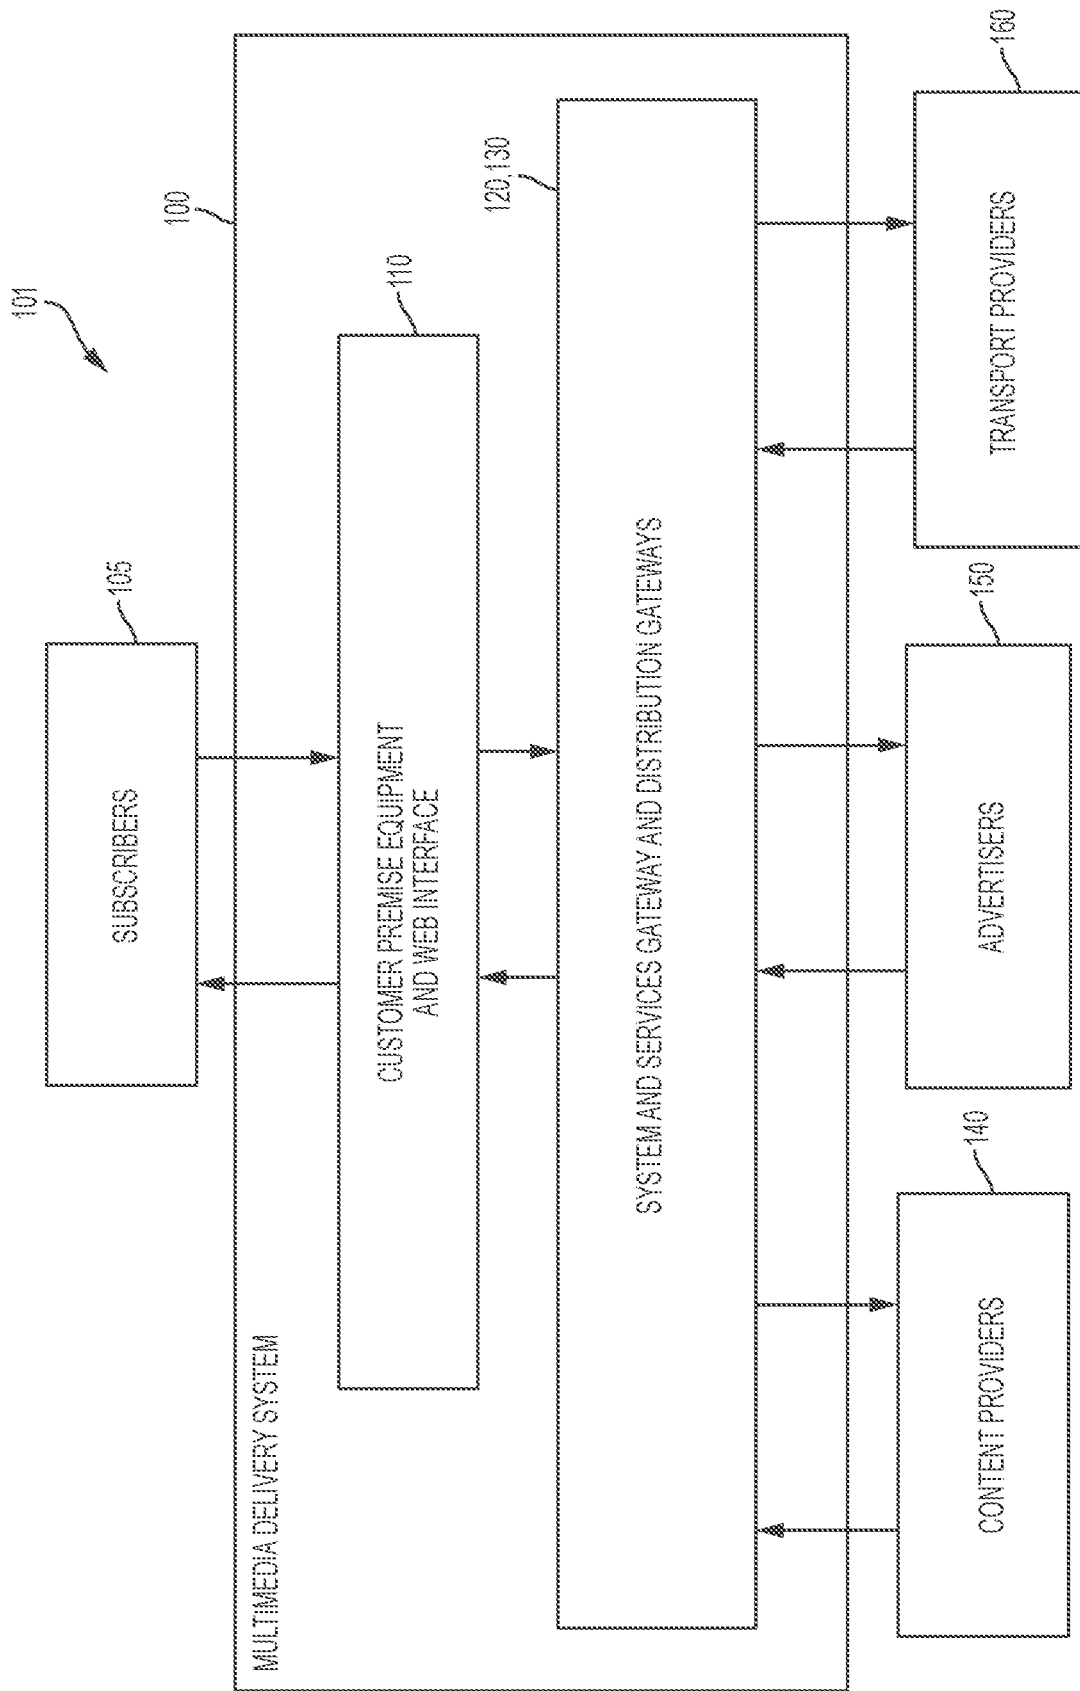 101
SUBSCRIBERS
105
100
MULTIMEDIA DELIVERY SYSTEM
CUSTOMER PREMISE EQUIPMENT
AND WEB INTERFACE
110
SYSTEM AND SERVICES GATEWAY AND DISTRIBUTION GATEWAYS
120,130
CONTENT PROVIDERS
140
ADVERTISERS
150
TRANSPORT PROVIDERS
160